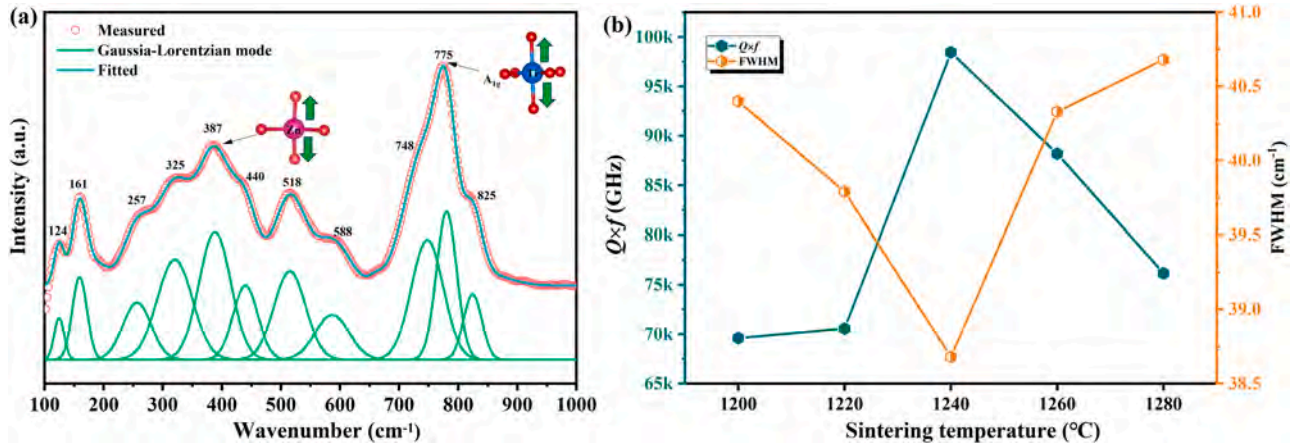 (a)
Measured
Gaussia-Lorentzian mode
Fitted
124
161
257
325
387
440
518
588
748
775
825
A1g
Zn
Intensity (a.u.)
100 200 300 400 500 600 700 800 900 1000
Wavenumber (cm-1)
(b)
Q×f
FWHM
100k
95k
90k
85k
80k
75k
70k
65k
Q×f (GHz)
41.0
40.5
40.0
39.5
39.0
38.5
FWHM (cm-1)
1200 1220 1240 1260 1280
Sintering temperature (℃)